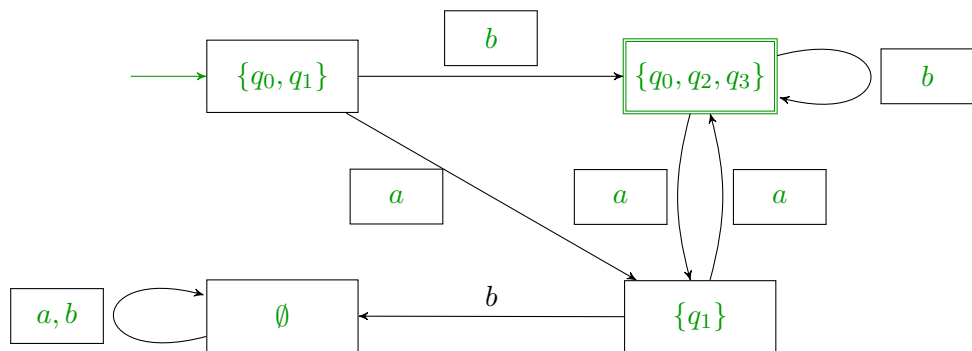 b
{q₀, q₁}
{q₀, q₂, q₃}
b
a
a
a
b
a, b
∅
{q₁}